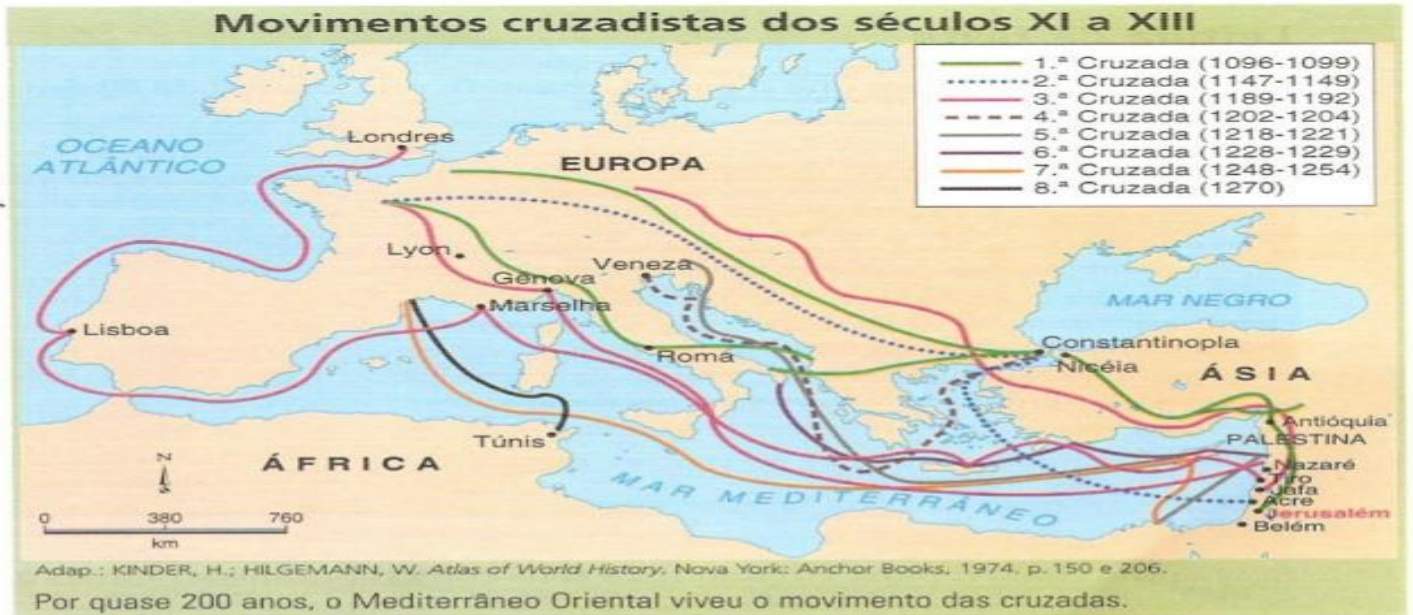 Movimentos cruzadistas dos séculos XI a XIII
1.ª Cruzada (1096-1099)
2.ª Cruzada (1147-1149)
3.ª Cruzada (1189-1192)
4.ª Cruzada (1202-1204)
5.ª Cruzada (1218-1221)
6.ª Cruzada (1228-1229)
7.ª Cruzada (1248-1254)
8.ª Cruzada (1270)
OCEANO
ATLÂNTICO
Londres
EUROPA
Lyon
Gênova
Veneza
Marselha
Lisboa
Roma
MAR NEGRO
Constantinopla
Nicéia
ÁSIA
Antióquia
PALESTINA
Nazaré
Tiro
Jafa
Acre
Jerusalém
Belém
Túnis
ÁFRICA
MAR MEDITERRÂNEO
N
0 380 760
km
Adap.: KINDER, H.; HILGEMANN, W. Atlas of World History. Nova York: Anchor Books, 1974. p. 150 e 206.
Por quase 200 anos, o Mediterrâneo Oriental viveu o movimento das cruzadas.